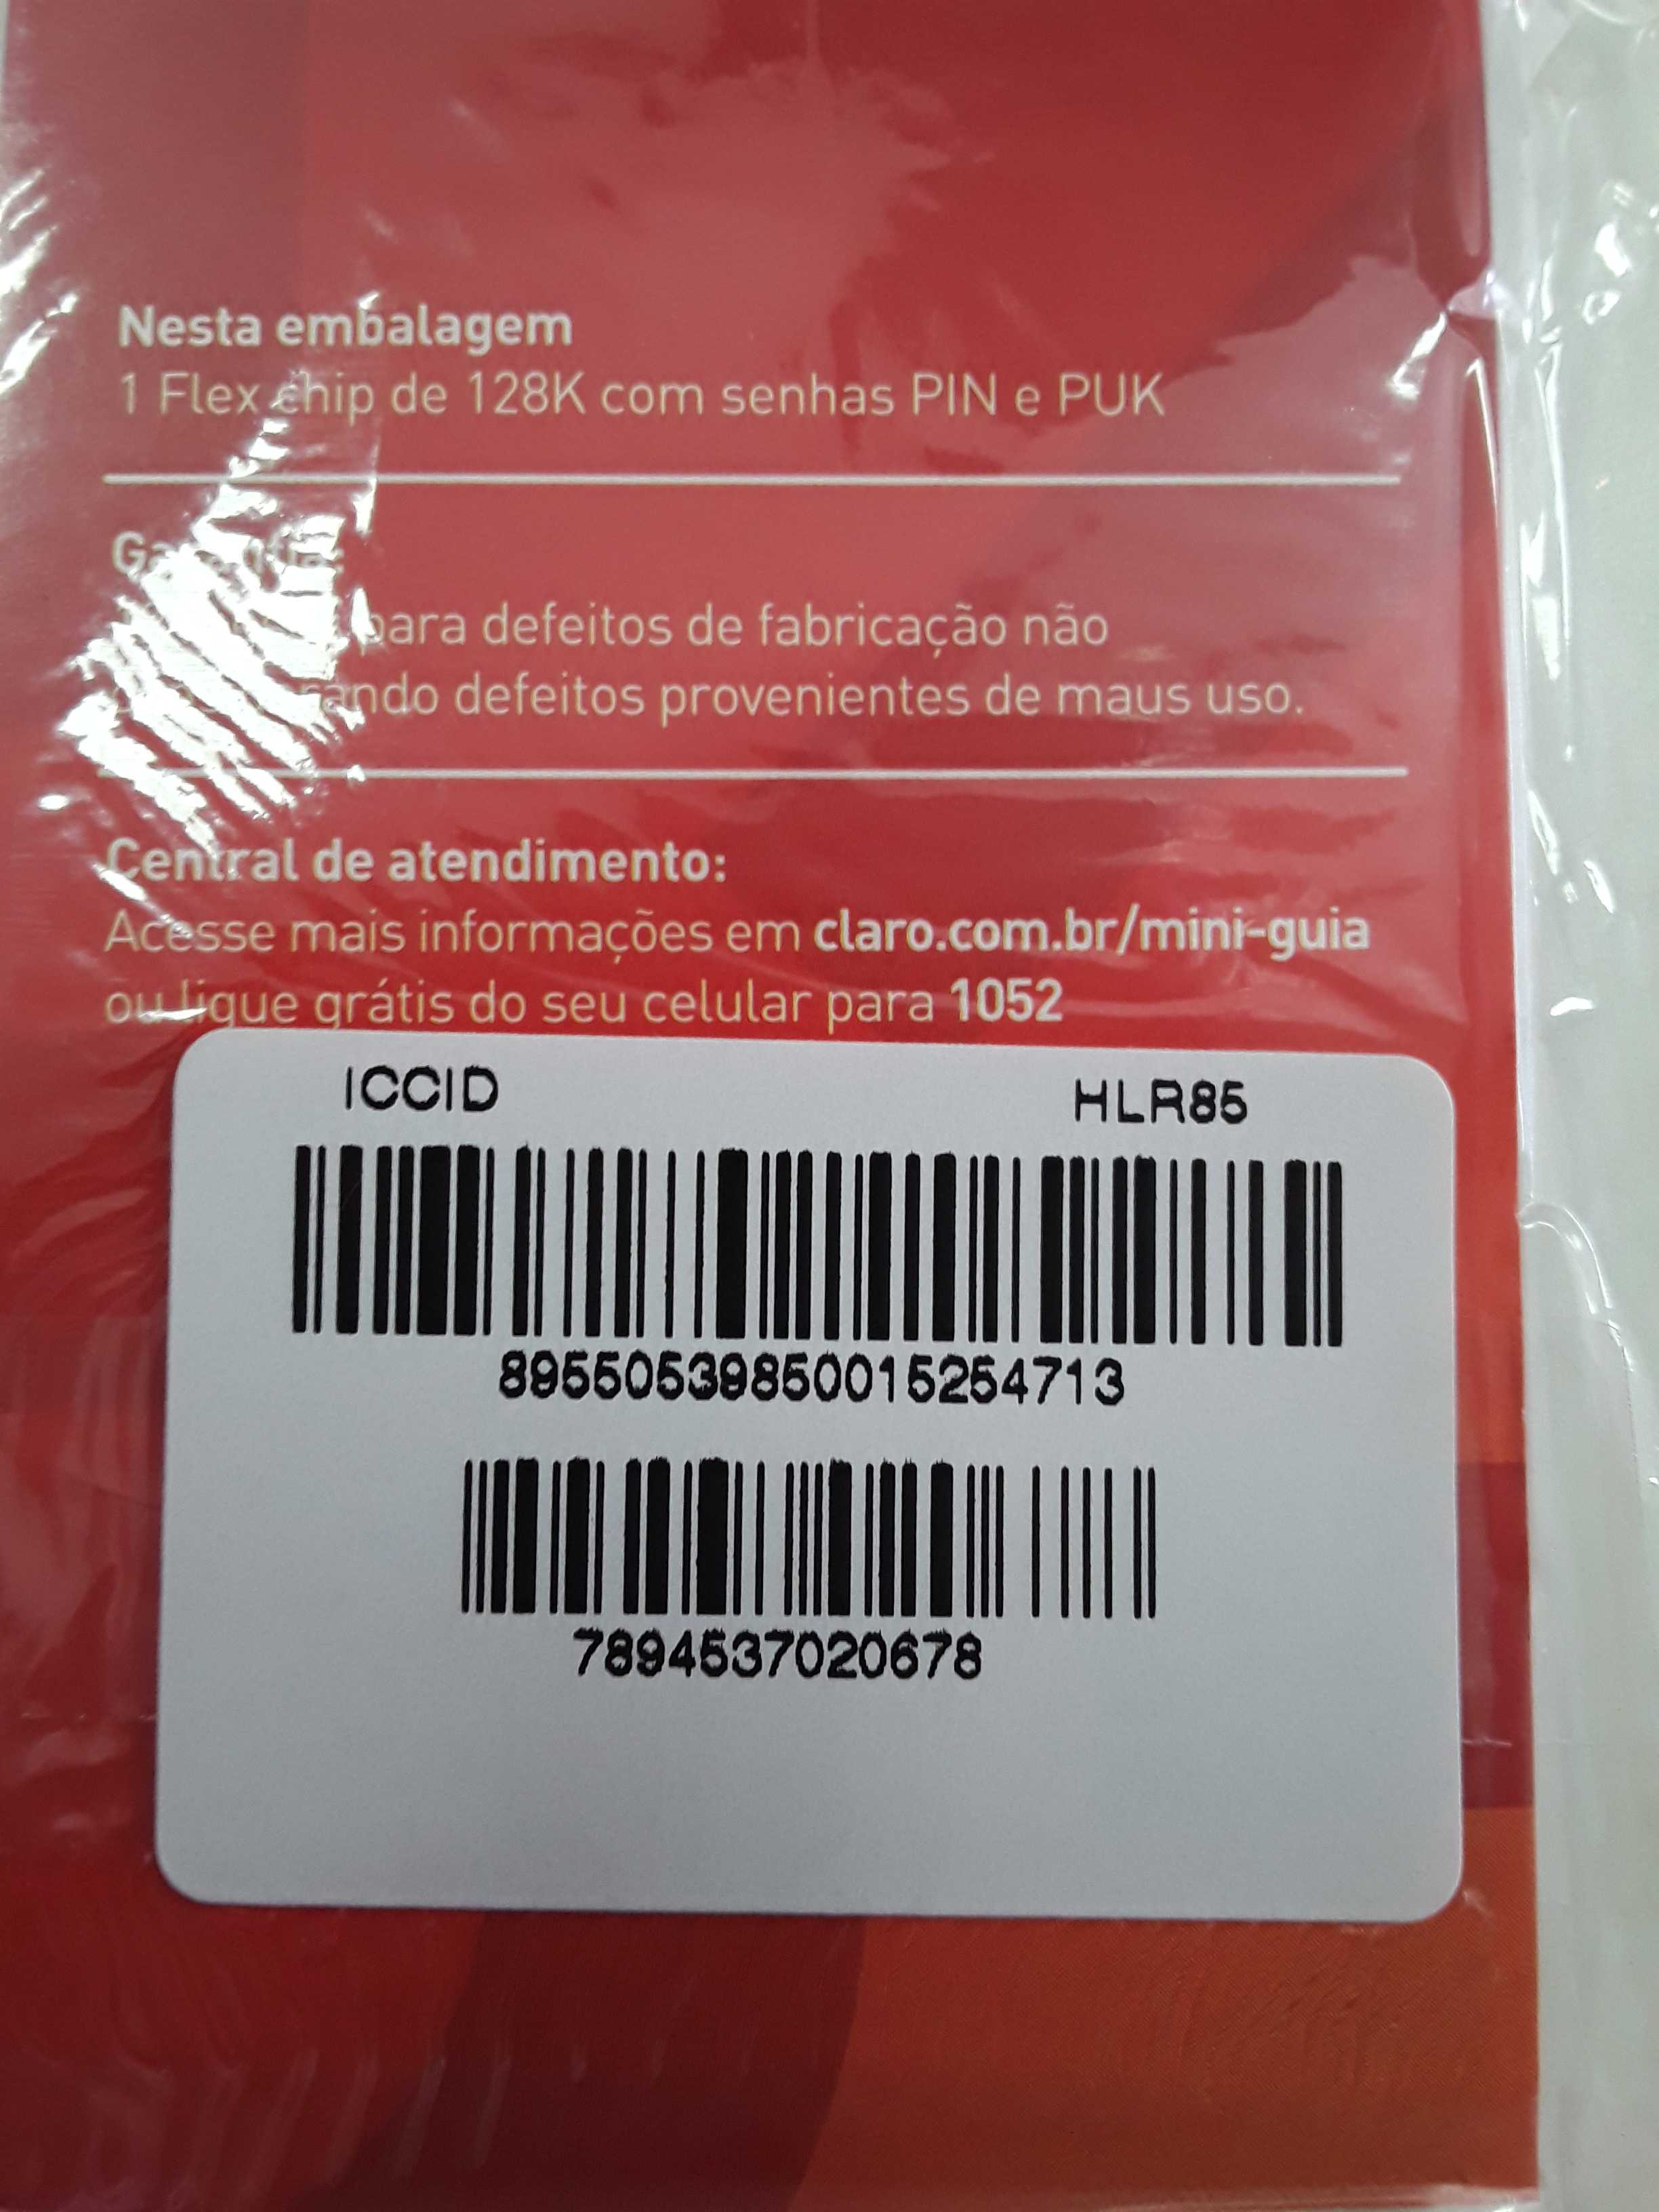 Nesta embalagem
1 Flex chip de 128K com senhas PIN e PUK
Garantia:
para defeitos de fabricação não
defeitos provenientes de maus uso.
Central de atendimento:
Acesse mais informações em claro.com.br/mini-guia
ou ligue grátis do seu celular para 1052
ICCID HLR85
89550539850015254713
7894537020678